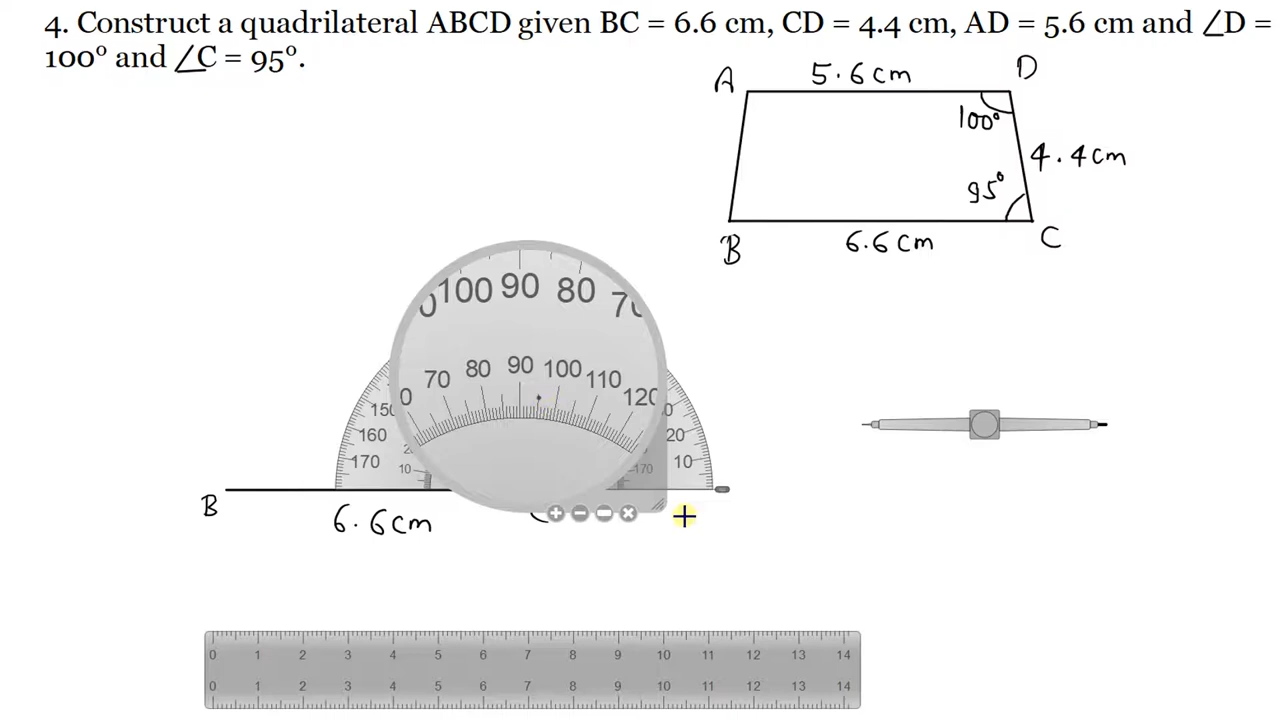 4. Construct a quadrilateral ABCD given BC = 6.6 cm, CD = 4.4 cm, AD = 5.6 cm and ∠D =
100° and ∠C = 95°.
A 5.6cm D
100°
4.4cm
95°
B 6.6cm C
100 90 80
70 80 90 100 110 120
150 20
160 10
170 10 170
B
6.6cm
0 1 2 3 4 5 6 7 8 9 10 11 12 13 14
0 1 2 3 4 5 6 7 8 9 10 11 12 13 14